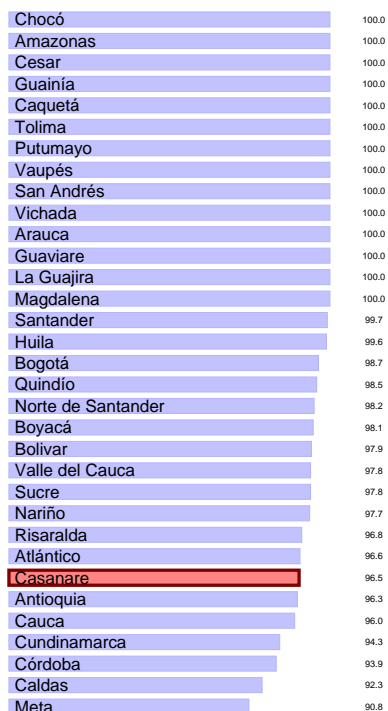 Chocó 100.0
Amazonas 100.0
Cesar 100.0
Guainía 100.0
Caquetá 100.0
Tolima 100.0
Putumayo 100.0
Vaupés 100.0
San Andrés 100.0
Vichada 100.0
Arauca 100.0
Guaviare 100.0
La Guajira 100.0
Magdalena 100.0
Santander 99.7
Huila 99.6
Bogotá 98.7
Quindío 98.5
Norte de Santander 98.2
Boyacá 98.1
Bolivar 97.9
Valle del Cauca 97.8
Sucre 97.8
Nariño 97.7
Risaralda 96.8
Atlántico 96.6
Casanare 96.5
Antioquia 96.3
Cauca 96.0
Cundinamarca 94.3
Córdoba 93.9
Caldas 92.3
Meta 90.8